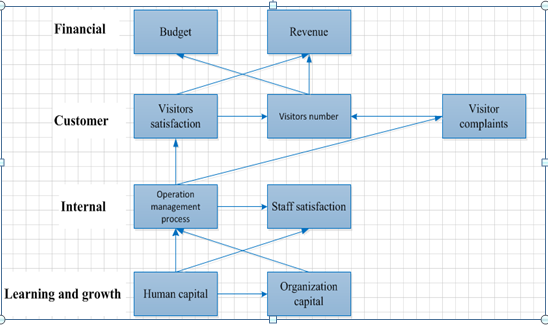 Financial
Budget
Revenue
Customer
Visitors
satisfaction
Visitors number
Visitor
complaints
Internal
Operation
management
process
Staff satisfaction
Learning and growth
Human capital
Organization
capital